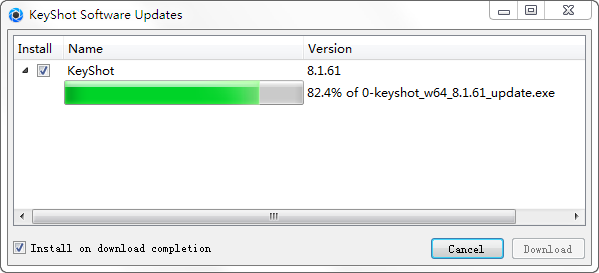 KeyShot Software Updates
Install Name Version
KeyShot 8.1.61
82.4% of 0-keyshot_w64_8.1.61_update.exe
Install on download completion Cancel Download